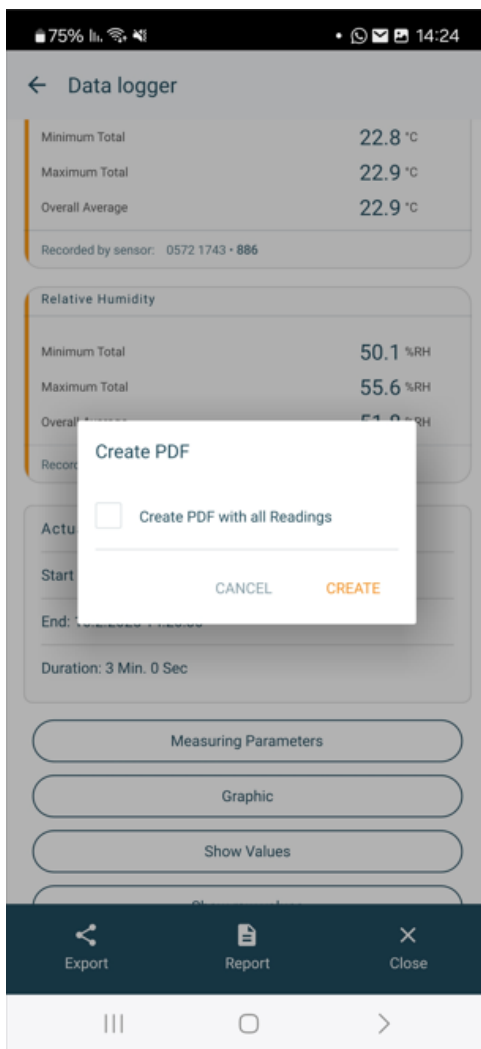 75% 14:24
Data logger
Minimum Total 22.8 °C
Maximum Total 22.9 °C
Overall Average 22.9 °C
Recorded by sensor: 0572 1743 • 886
Relative Humidity
Minimum Total 50.1 %RH
Maximum Total 55.6 %RH
Overall
Create PDF
Create PDF with all Readings
Start
CANCEL CREATE
End:
Duration: 3 Min. 0 Sec
Measuring Parameters
Graphic
Show Values
Export Report Close